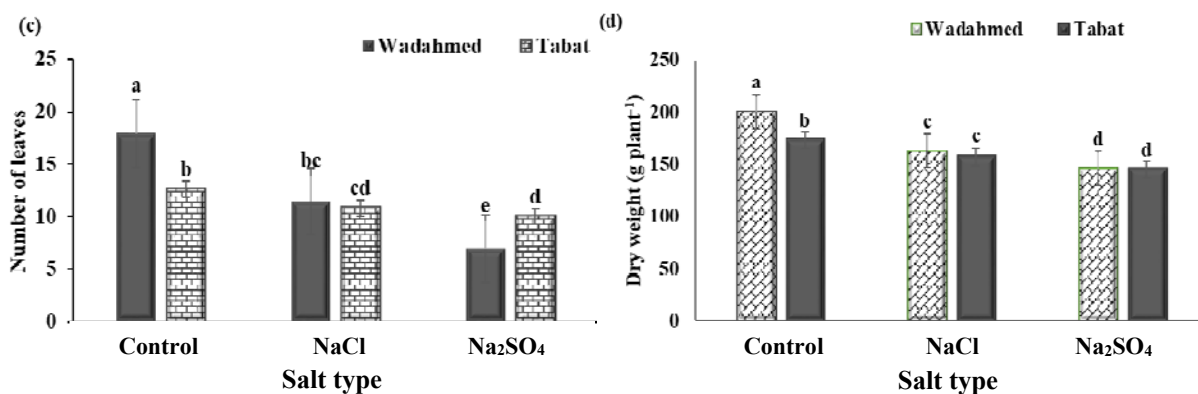 (c)
Wadahmed Tabat
Number of leaves
25
20
15
10
5
0
a
b
bc
cd
e
d
Control NaCl Na₂SO₄
Salt type
(d)
Wadahmed Tabat
Dry weight (g plant⁻¹)
250
200
150
100
50
0
a
b
c
c
d
d
Control NaCl Na₂SO₄
Salt type